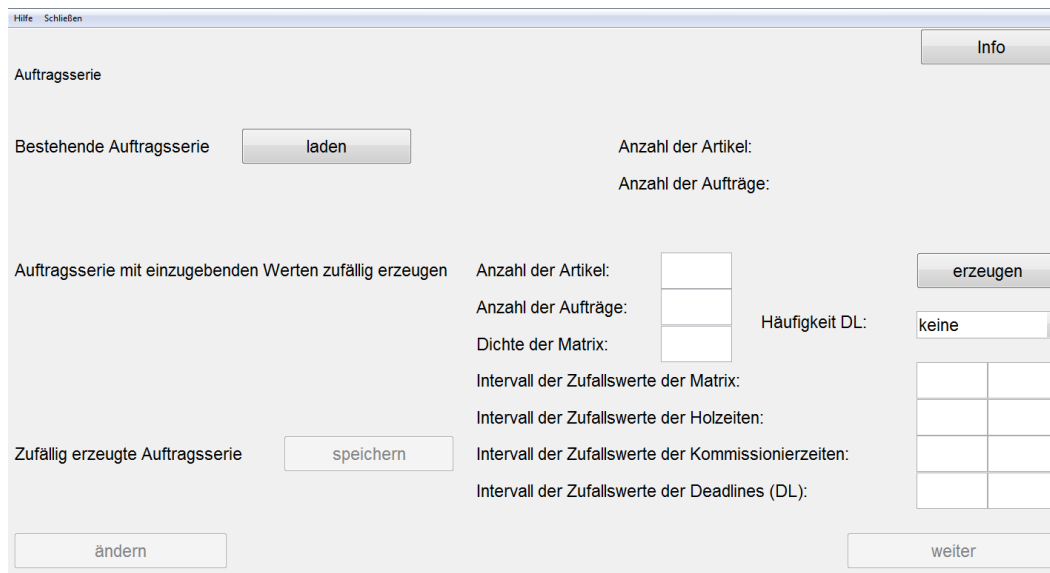 Hilfe Schließen
Info
Auftragsserie
Bestehende Auftragsserie laden Anzahl der Artikel:
Anzahl der Aufträge:
Auftragsserie mit einzugebenden Werten zufällig erzeugen Anzahl der Artikel: erzeugen
Anzahl der Aufträge:
Häufigkeit DL: keine
Dichte der Matrix:
Intervall der Zufallswerte der Matrix:
Intervall der Zufallswerte der Holzeiten:
Zufällig erzeugte Auftragsserie speichern Intervall der Zufallswerte der Kommissionierzeiten:
Intervall der Zufallswerte der Deadlines (DL):
ändern weiter